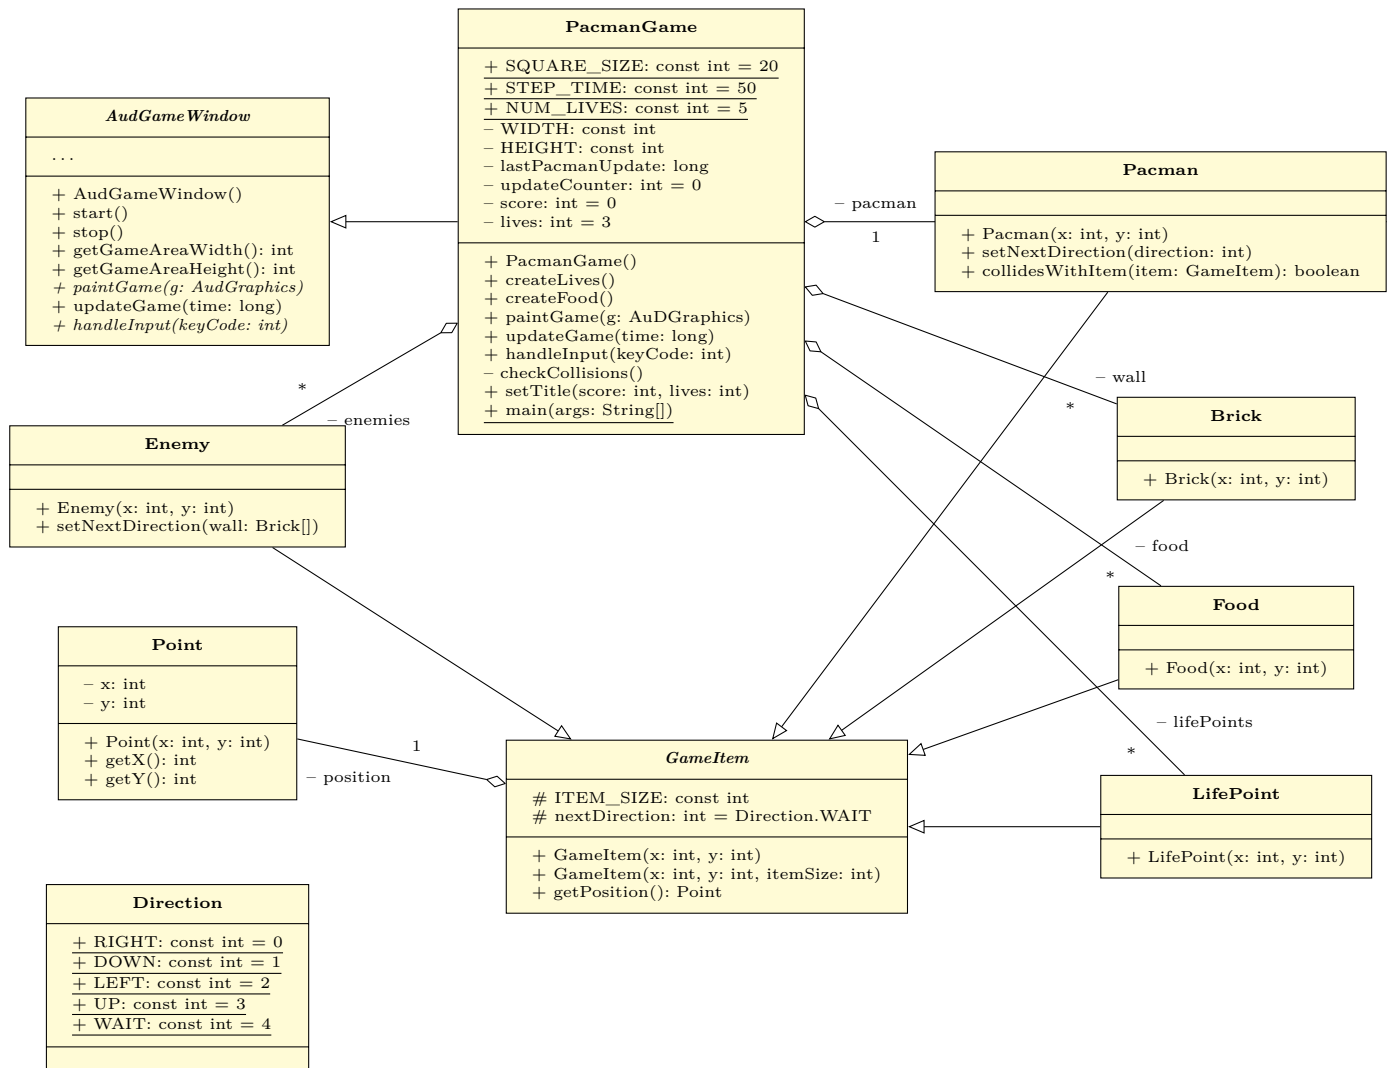 PacmanGame
+ SQUARE_SIZE: const int = 20
+ STEP_TIME: const int = 50
+ NUM_LIVES: const int = 5
– WIDTH: const int
– HEIGHT: const int
– lastPacmanUpdate: long
– updateCounter: int = 0
– score: int = 0
– lives: int = 3
+ PacmanGame()
+ createLives()
+ createFood()
+ paintGame(g: AuDGraphics)
+ updateGame(time: long)
+ handleInput(keyCode: int)
– checkCollisions()
+ setTitle(score: int, lives: int)
+ main(args: String[])
AudGameWindow
...
+ AudGameWindow()
+ start()
+ stop()
+ getGameAreaWidth(): int
+ getGameAreaHeight(): int
+ paintGame(g: AudGraphics)
+ updateGame(time: long)
+ handleInput(keyCode: int)
– pacman
1
Pacman
+ Pacman(x: int, y: int)
+ setNextDirection(direction: int)
+ collidesWithItem(item: GameItem): boolean
*
– enemies
Enemy
+ Enemy(x: int, y: int)
+ setNextDirection(wall: Brick[])
– wall
*
Brick
+ Brick(x: int, y: int)
– food
*
Food
+ Food(x: int, y: int)
Point
– x: int
– y: int
+ Point(x: int, y: int)
+ getX(): int
+ getY(): int
1
– position
GameItem
# ITEM_SIZE: const int
# nextDirection: int = Direction.WAIT
+ GameItem(x: int, y: int)
+ GameItem(x: int, y: int, itemSize: int)
+ getPosition(): Point
– lifePoints
*
LifePoint
+ LifePoint(x: int, y: int)
Direction
+ RIGHT: const int = 0
+ DOWN: const int = 1
+ LEFT: const int = 2
+ UP: const int = 3
+ WAIT: const int = 4